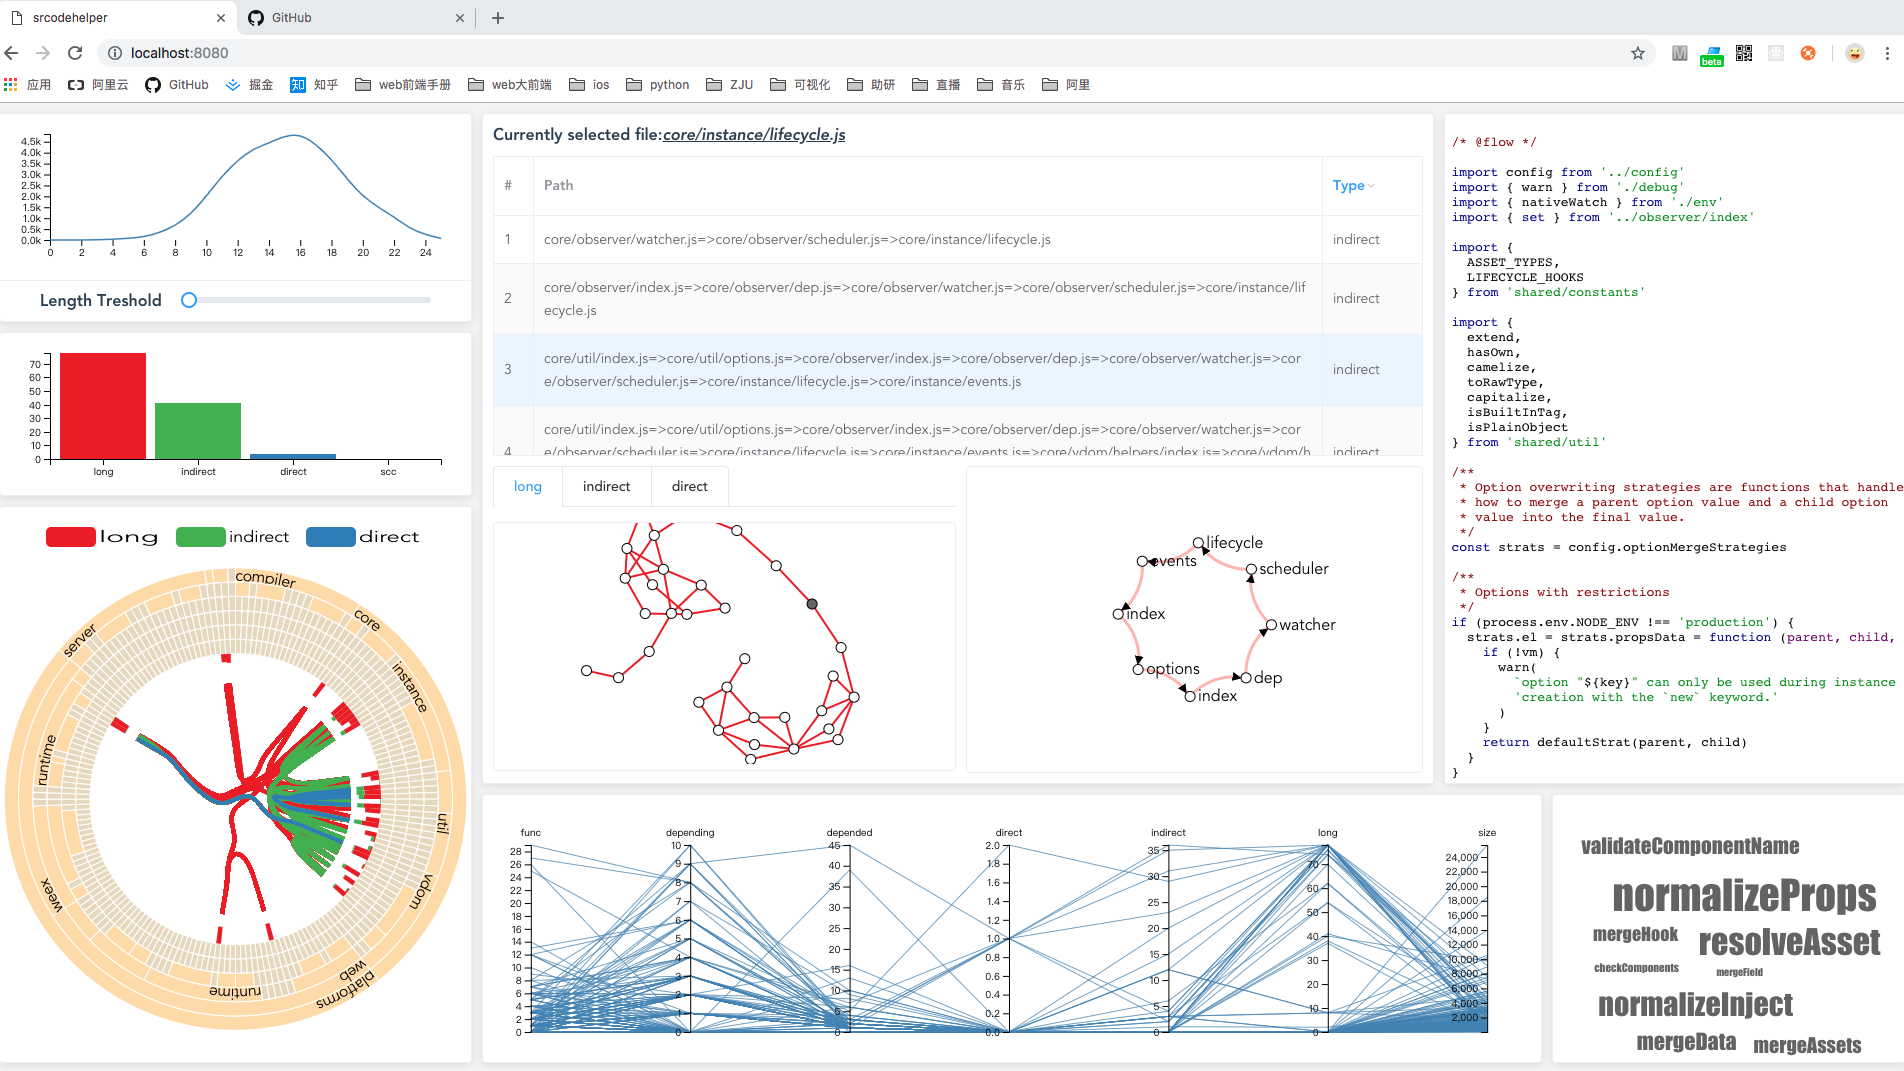 srcodehelper
GitHub
localhost:8080
应用
阿里云
GitHub
掘金
知 知乎
web前端手册
web大前端
ios
python
ZJU
可视化
助研
直播
音乐
阿里
beta
4.5k
4.0k
3.5k
3.0k
2.5k
2.0k
1.5k
1.0k
0.5k
0.0k
0 2 4 6 8 10 12 14 16 18 20 22 24
Length Treshold
70
60
50
40
30
20
10
0
long indirect direct scc
long indirect direct
compiler
core
instance
util
vdom
platforms
web
runtime
weex
runtime
server
Currently selected file:core/instance/lifecycle.js
# Path Type
1 core/observer/watcher.js=>core/observer/scheduler.js=>core/instance/lifecycle.js indirect
core/observer/index.js=>core/observer/dep.js=>core/observer/watcher.js=>core/observer/scheduler.js=>core/instance/lif
2 indirect
ecycle.js
core/util/index.js=>core/util/options.js=>core/observer/index.js=>core/observer/dep.js=>core/observer/watcher.js=>cor
3 indirect
e/observer/scheduler.js=>core/instance/lifecycle.js=>core/instance/events.js
core/util/index.js=>core/util/options.js=>core/observer/index.js=>core/observer/dep.js=>core/observer/watcher.js=>cor
4 e/observer/scheduler.js=>core/instance/lifecycle.js=>core/instance/events.js=>core/vdom/helpers/index.js=>core/vdom/h indirect
long indirect direct
lifecycle
events
scheduler
index
watcher
options
dep
index
/* @flow */
import config from '../config'
import { warn } from './debug'
import { nativeWatch } from './env'
import { set } from '../observer/index'
import {
ASSET_TYPES,
LIFECYCLE_HOOKS
} from 'shared/constants'
import {
extend,
hasOwn,
camelize,
toRawType,
capitalize,
isBuiltInTag,
isPlainObject
} from 'shared/util'
/**
* Option overwriting strategies are functions that handle
* how to merge a parent option value and a child option
* value into the final value.
*/
const strats = config.optionMergeStrategies
/**
* Options with restrictions
*/
if (process.env.NODE_ENV !== 'production') {
strats.el = strats.propsData = function (parent, child,
if (!vm) {
warn(
`option "${key}" can only be used during instance
'creation with the `new` keyword.'
)
}
return defaultStrat(parent, child)
}
}
func depending depended direct indirect long size
28
26
24
22
20
18
16
14
12
10
8
6
4
2
0
10
9
8
7
6
5
4
3
2
1
0
45
40
35
30
25
20
15
10
5
0
2.0
1.8
1.6
1.4
1.2
1.0
0.8
0.6
0.4
0.2
0.0
35
30
25
20
15
10
5
0
70
60
50
40
30
20
10
0
24,000
22,000
20,000
18,000
16,000
14,000
12,000
10,000
8,000
6,000
4,000
2,000
validateComponentName
normalizeProps
mergeHook resolveAsset
checkComponents mergeField
normalizeInject
mergeData mergeAssets